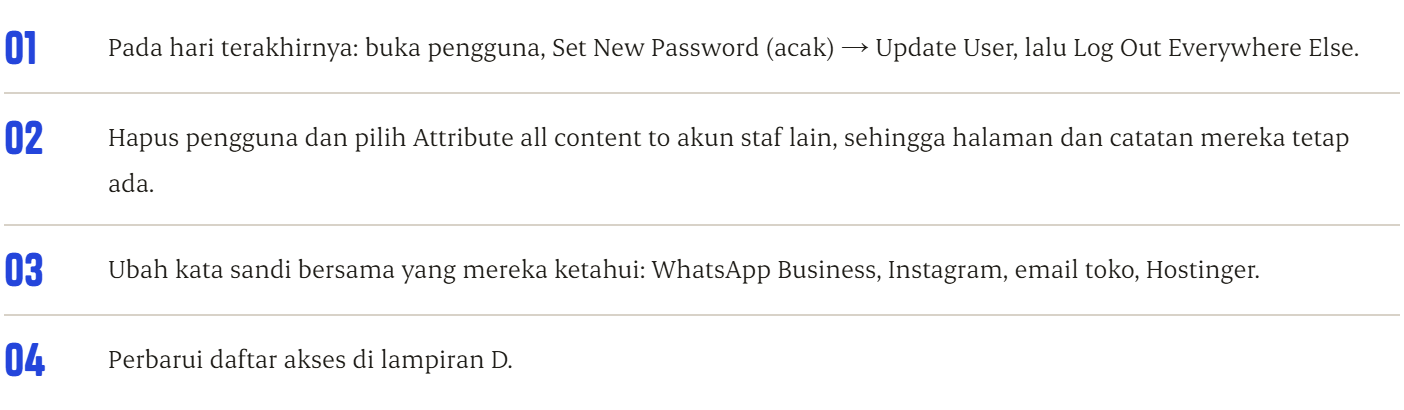 01 Pada hari terakhirnya: buka pengguna, Set New Password (acak) → Update User, lalu Log Out Everywhere Else.
02 Hapus pengguna dan pilih Attribute all content to akun staf lain, sehingga halaman dan catatan mereka tetap
ada.
03 Ubah kata sandi bersama yang mereka ketahui: WhatsApp Business, Instagram, email toko, Hostinger.
04 Perbarui daftar akses di lampiran D.